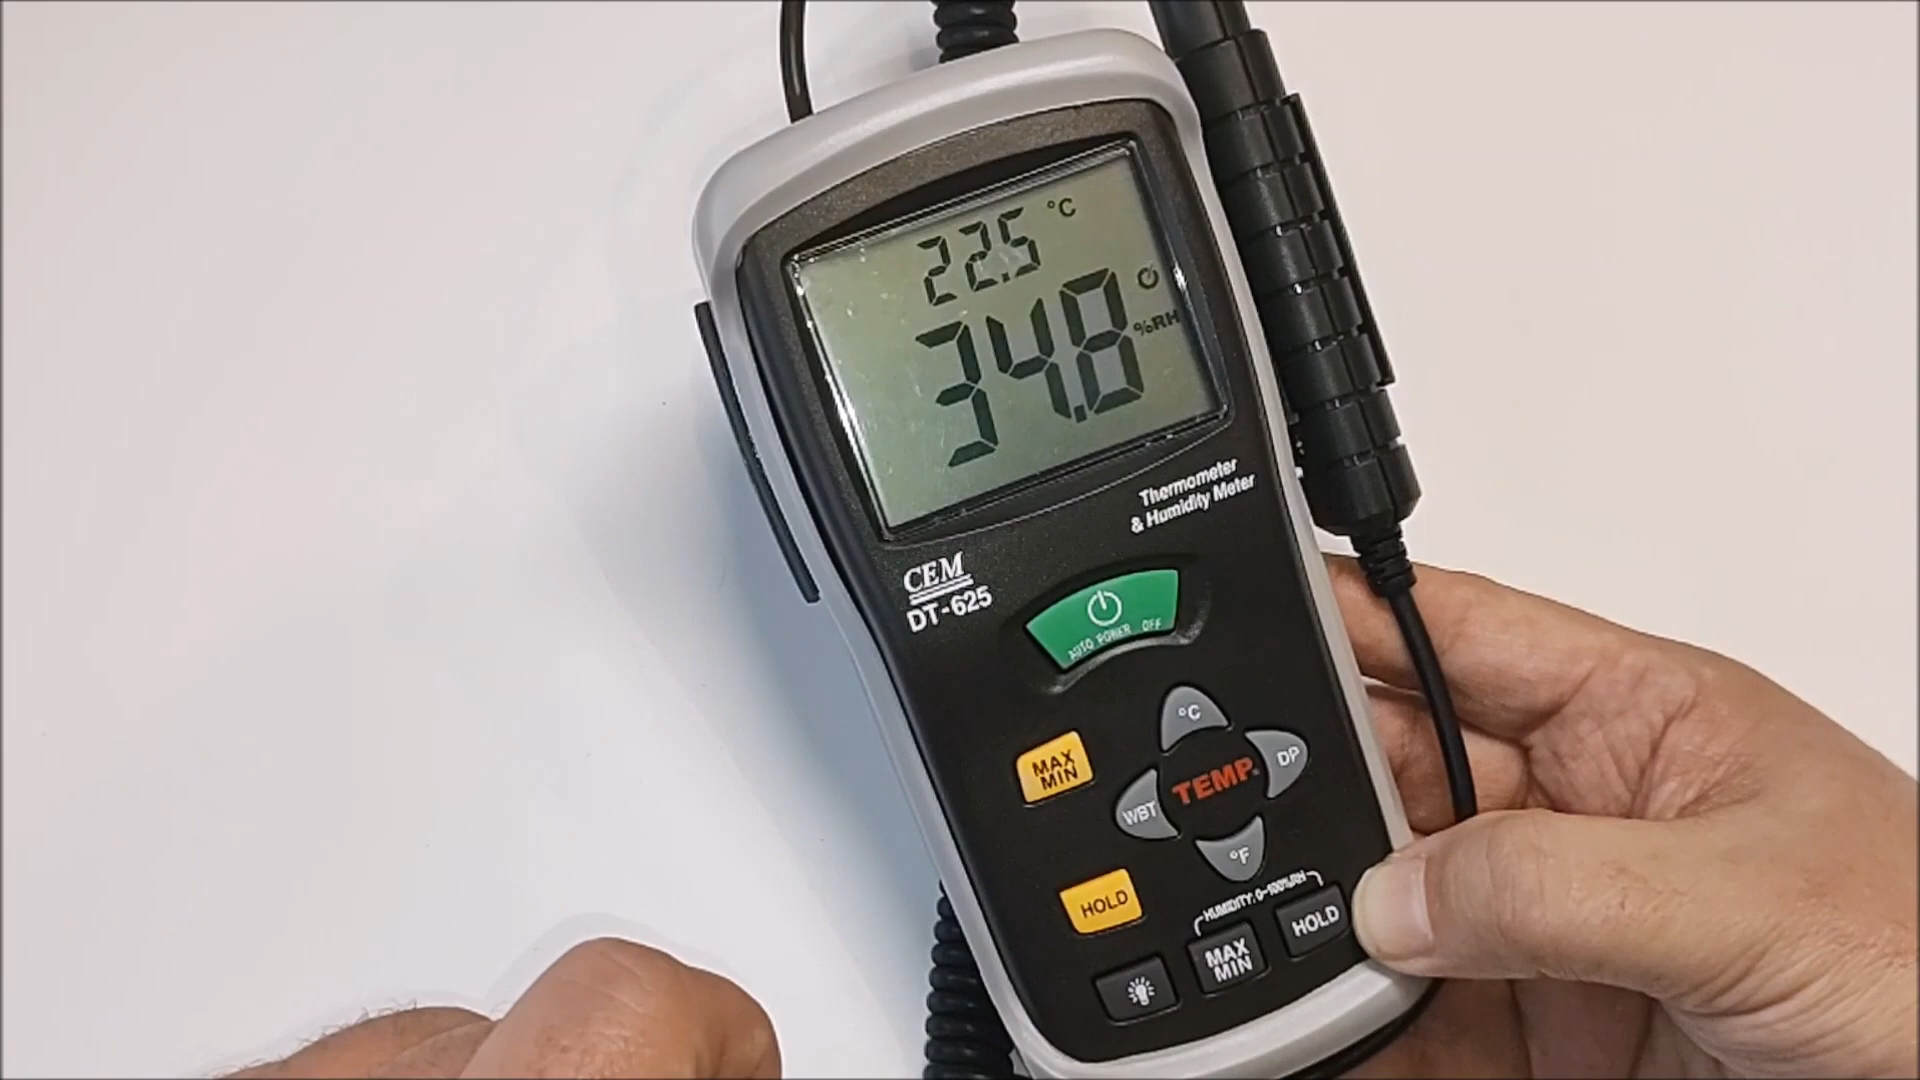 22.5 °C
34.8 %RH
Thermometer
& Humidity Meter
CEM
DT-625
AUTO POWER OFF
°C
MAX
MIN
DP
TEMP.
WBT
°F
HOLD
HUMIDITY: 0~100%RH
HOLD
MAX
MIN